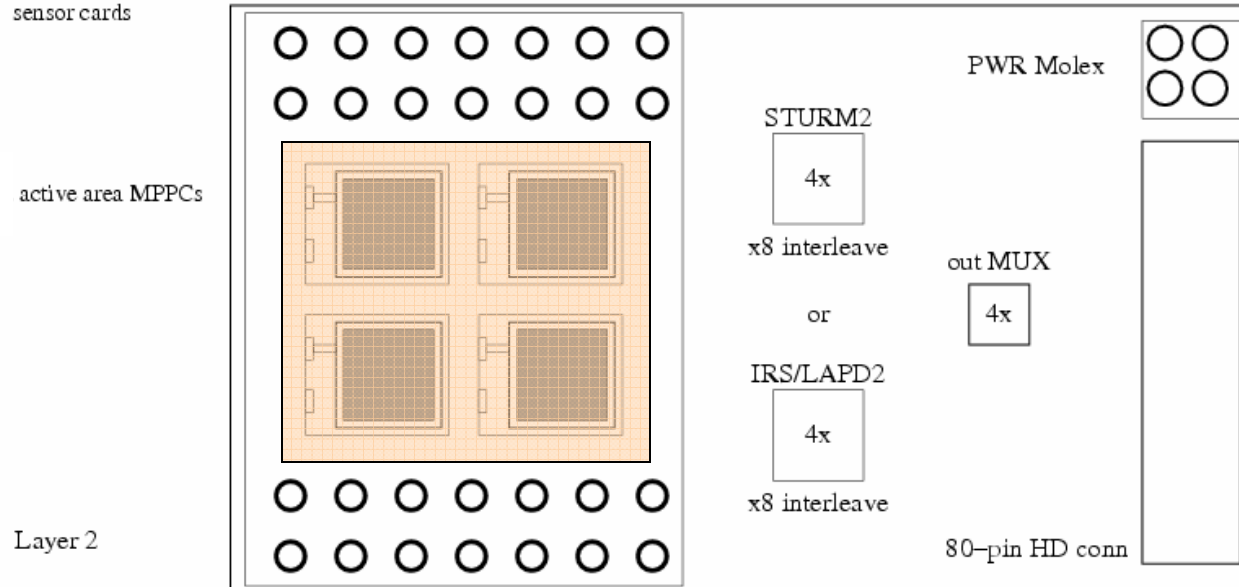 sensor cards
PWR Molex
STURM2
4x
active area MPPCs
x8 interleave
out MUX
or
4x
IRS/LAPD2
4x
x8 interleave
Layer 2
80–pin HD conn